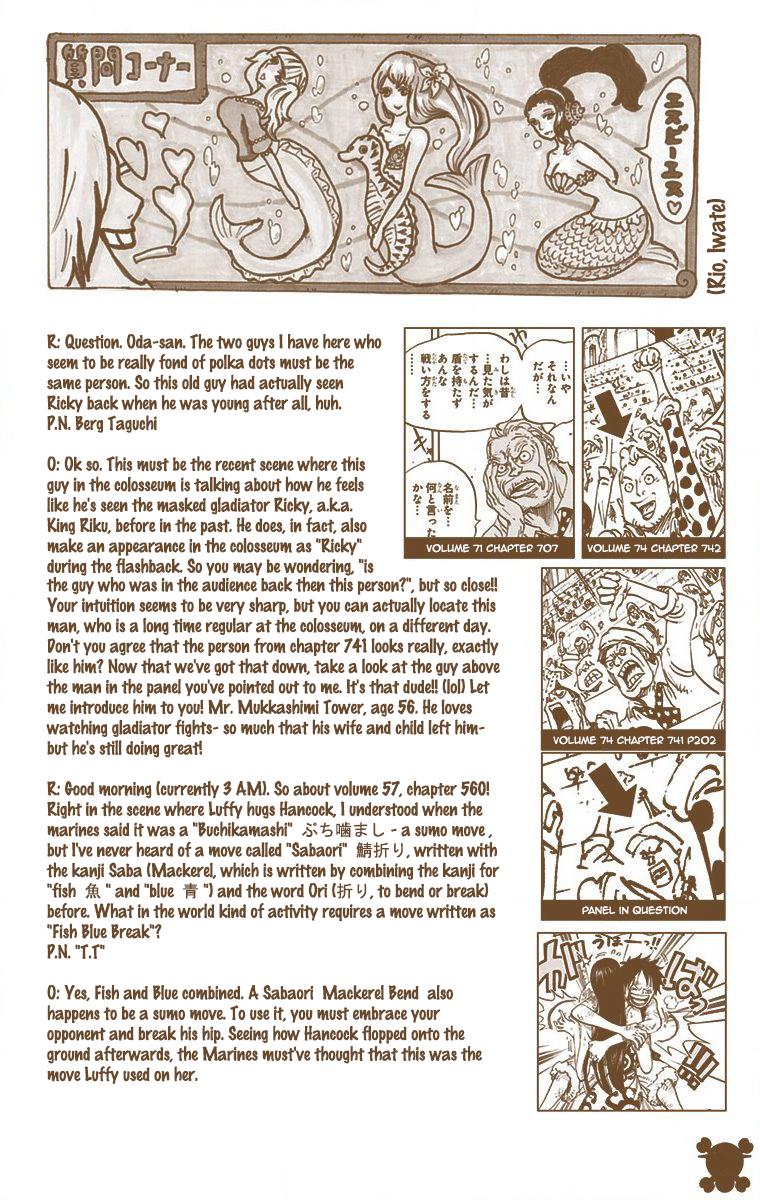 質問コーナー
エスビーエス♡
(Rio, Iwate)
R: Question. Oda-san. The two guys I have here who
seem to be really fond of polka dots must be the
same person. So this old guy had actually seen
Ricky back when he was young after all, huh.
P.N. Berg Taguchi
…いや
それなんだが…
わしは昔
…見た気が
するんだ…
盾を持たず
あんな
戦い方をする
名前を…
何と言った
かな…
VOLUME 71 CHAPTER 707
VOLUME 74 CHAPTER 742
O: Ok so. This must be the recent scene where this
guy in the colosseum is talking about how he feels
like he's seen the masked gladiator Ricky, a.k.a.
King Riku, before in the past. He does, in fact, also
make an appearance in the colosseum as "Ricky"
during the flashback. So you may be wondering, "is
the guy who was in the audience back then this person?", but so close!!
Your intuition seems to be very sharp, but you can actually locate this
man, who is a long time regular at the colosseum, on a different day.
Don't you agree that the person from chapter 741 looks really, exactly
like him? Now that we've got that down, take a look at the guy above
the man in the panel you've pointed out to me. It's that dude!! (lol) Let
me introduce him to you! Mr. Mukkashimi Tower, age 56. He loves
watching gladiator fights- so much that his wife and child left him-
but he's still doing great!
VOLUME 74 CHAPTER 741 P202
PANEL IN QUESTION
R: Good morning (currently 3 AM). So about volume 57, chapter 560!
Right in the scene where Luffy hugs Hancock, I understood when the
marines said it was a "Buchikamashi" ぶち噛まし - a sumo move ,
but I've never heard of a move called "Sabaori" 鯖折り, written with
the kanji Saba (Mackerel, which is written by combining the kanji for
"fish 魚 " and "blue 青 ") and the word Ori (折り, to bend or break)
before. What in the world kind of activity requires a move written as
"Fish Blue Break"?
P.N. "T.T"
O: Yes, Fish and Blue combined. A Sabaori Mackerel Bend also
happens to be a sumo move. To use it, you must embrace your
opponent and break his hip. Seeing how Hancock flopped onto the
ground afterwards, the Marines must've thought that this was the
move Luffy used on her.
うほーっ!!